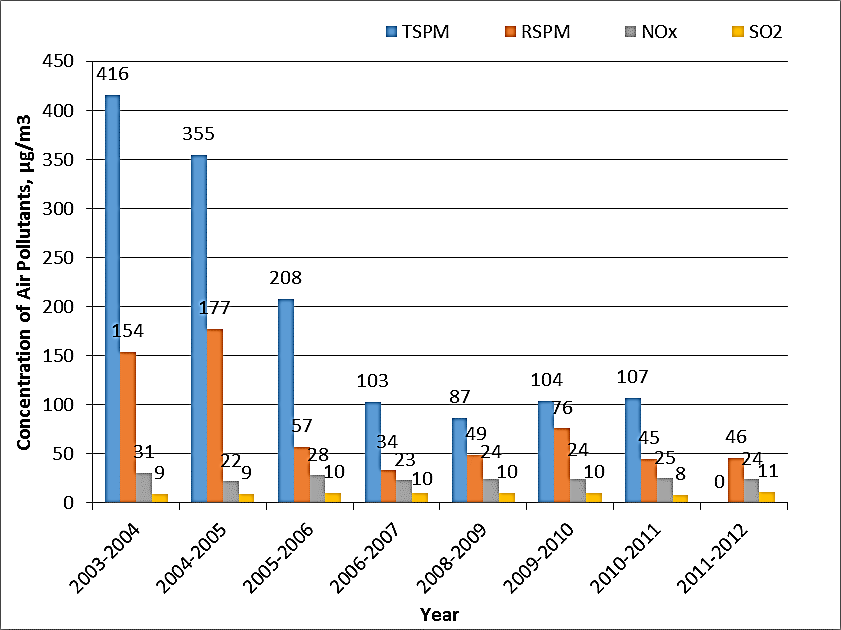 TSPM RSPM NOx SO2
Concentration of Air Pollutants, µg/m3
450
400
350
300
250
200
150
100
50
0
416 154 31 9
355 177 22 9
208 57 28 10
103 34 23 10
87 49 24 10
104 76 24 10
107 45 25 8
0 46 24 11
2003-2004 2004-2005 2005-2006 2006-2007 2008-2009 2009-2010 2010-2011 2011-2012
Year